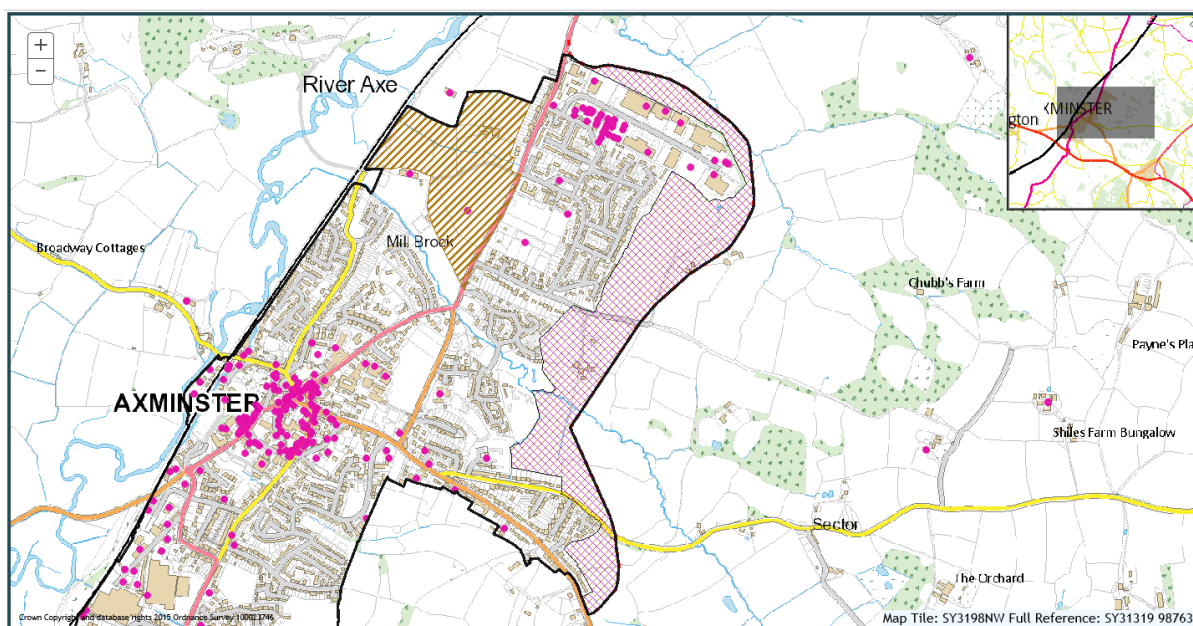 +
−
River Axe
KMINSTER
gton
Mill Brook
Broadway Cottages
Chubb's Farm
Payne's Pla
AXMINSTER
Shiles Farm Bungalow
Sector
The Orchard
Crown Copyright and database rights 2015 Ordnance Survey 100023746
Map Tile: SY3198NW Full Reference: SY31319 98763